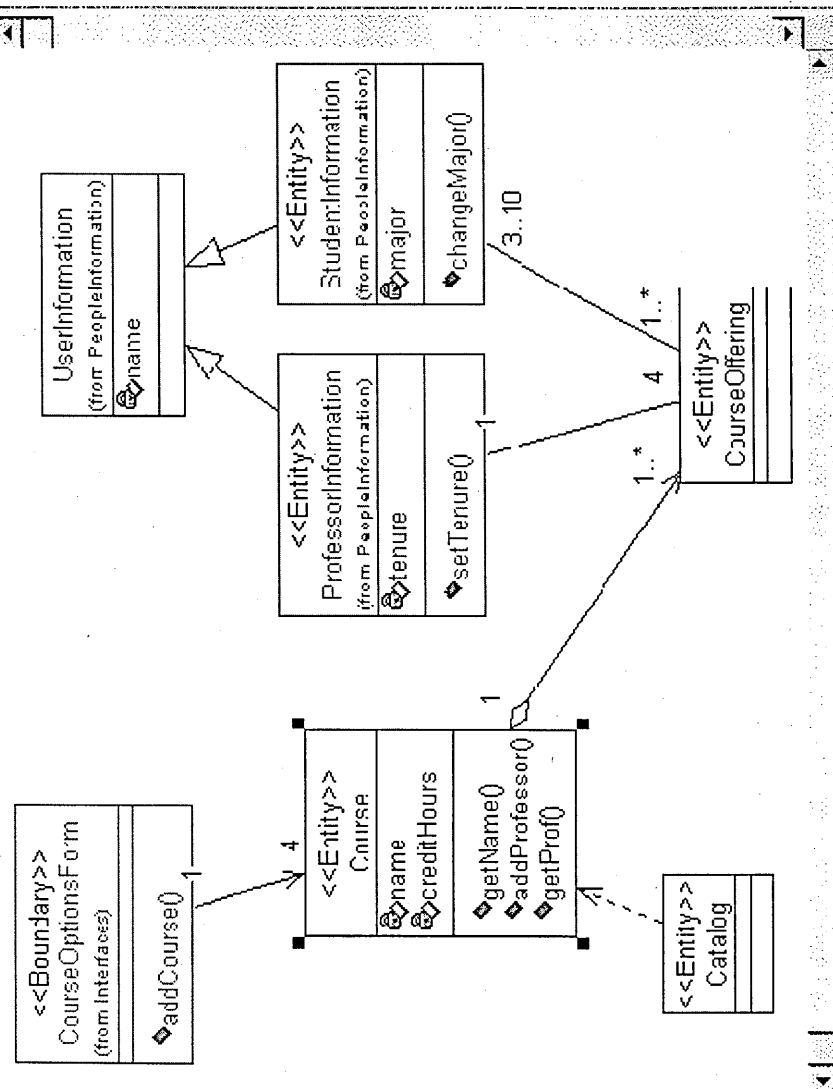 <<Boundary>>
CourseOptionsForm
(from Interfaces)
addCourse()
1
4
<<Entity>>
Course
name
creditHours
getName()
addProfessor()
getProf()
<<Entity>>
Catalog
1
1..*
UserInformation
(from PeopleInformation)
name
<<Entity>>
ProfessorInformation
(from PeopleInformation)
tenure
setTenure()
1
4
<<Entity>>
StudentInformation
(from PeopleInformation)
major
changeMajor()
3..10
1..*
<<Entity>>
CourseOffering